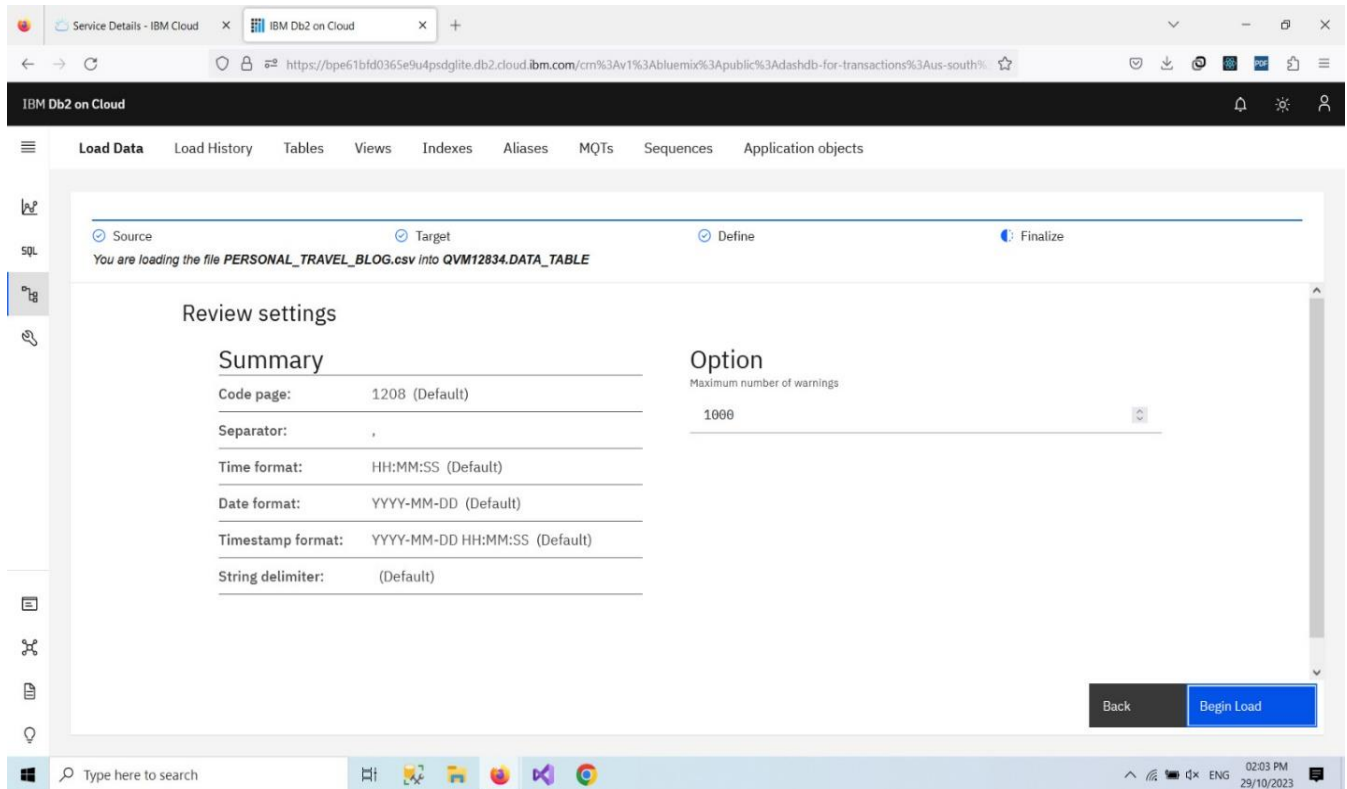 Service Details - IBM Cloud
IBM Db2 on Cloud
https://bpe61bfd0365e9u4psdglite.db2.cloud.ibm.com/crn%3Av1%3Abluemix%3Apublic%3Adashdb-for-transactions%3Aus-south%
PDF
IBM Db2 on Cloud
Load Data Load History Tables Views Indexes Aliases MQTs Sequences Application objects
SQL
Source Target Define Finalize
You are loading the file PERSONAL_TRAVEL_BLOG.csv into QVM12834.DATA_TABLE
Review settings
Summary
Code page: 1208 (Default)
Separator: ,
Time format: HH:MM:SS (Default)
Date format: YYYY-MM-DD (Default)
Timestamp format: YYYY-MM-DD HH:MM:SS (Default)
String delimiter: (Default)
Option
Maximum number of warnings
1000
Back Begin Load
Type here to search
ENG
02:03 PM
29/10/2023